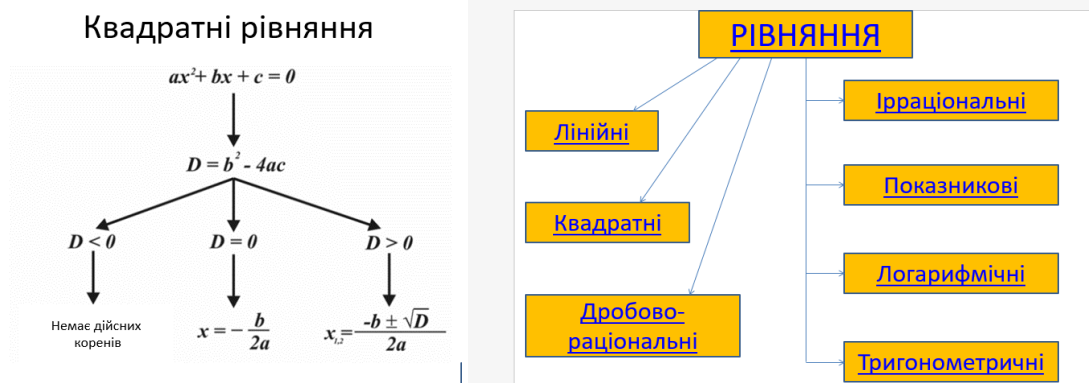 Квадратні рівняння
ax²+ bx + c = 0
D = b² - 4ac
D < 0
D = 0
D > 0
Немає дійсних
коренів
x = - b/2a
x₁,₂= -b ± √D/2a
РІВНЯННЯ
Лінійні
Квадратні
Дробово-
раціональні
Ірраціональні
Показникові
Логарифмічні
Тригонометричні